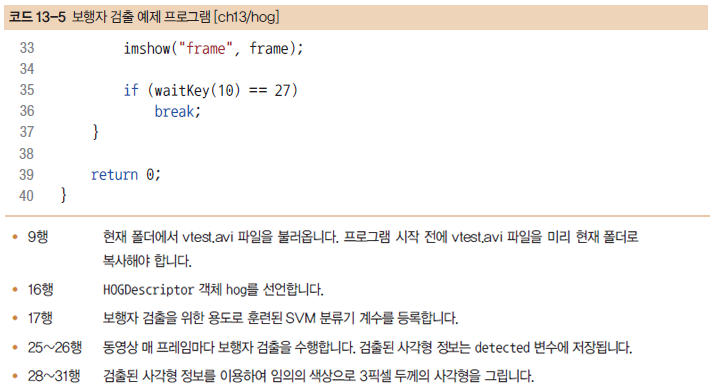 코드 13-5 보행자 검출 예제 프로그램 [ch13/hog]
33 imshow("frame", frame);
34
35 if (waitKey(10) == 27)
36 break;
37 }
38
39 return 0;
40 }
• 9행 현재 폴더에서 vtest.avi 파일을 불러옵니다. 프로그램 시작 전에 vtest.avi 파일을 미리 현재 폴더로
복사해야 합니다.
• 16행 HOGDescriptor 객체 hog를 선언합니다.
• 17행 보행자 검출을 위한 용도로 훈련된 SVM 분류기 계수를 등록합니다.
• 25~26행 동영상 매 프레임마다 보행자 검출을 수행합니다. 검출된 사각형 정보는 detected 변수에 저장됩니다.
• 28~31행 검출된 사각형 정보를 이용하여 임의의 색상으로 3픽셀 두께의 사각형을 그립니다.